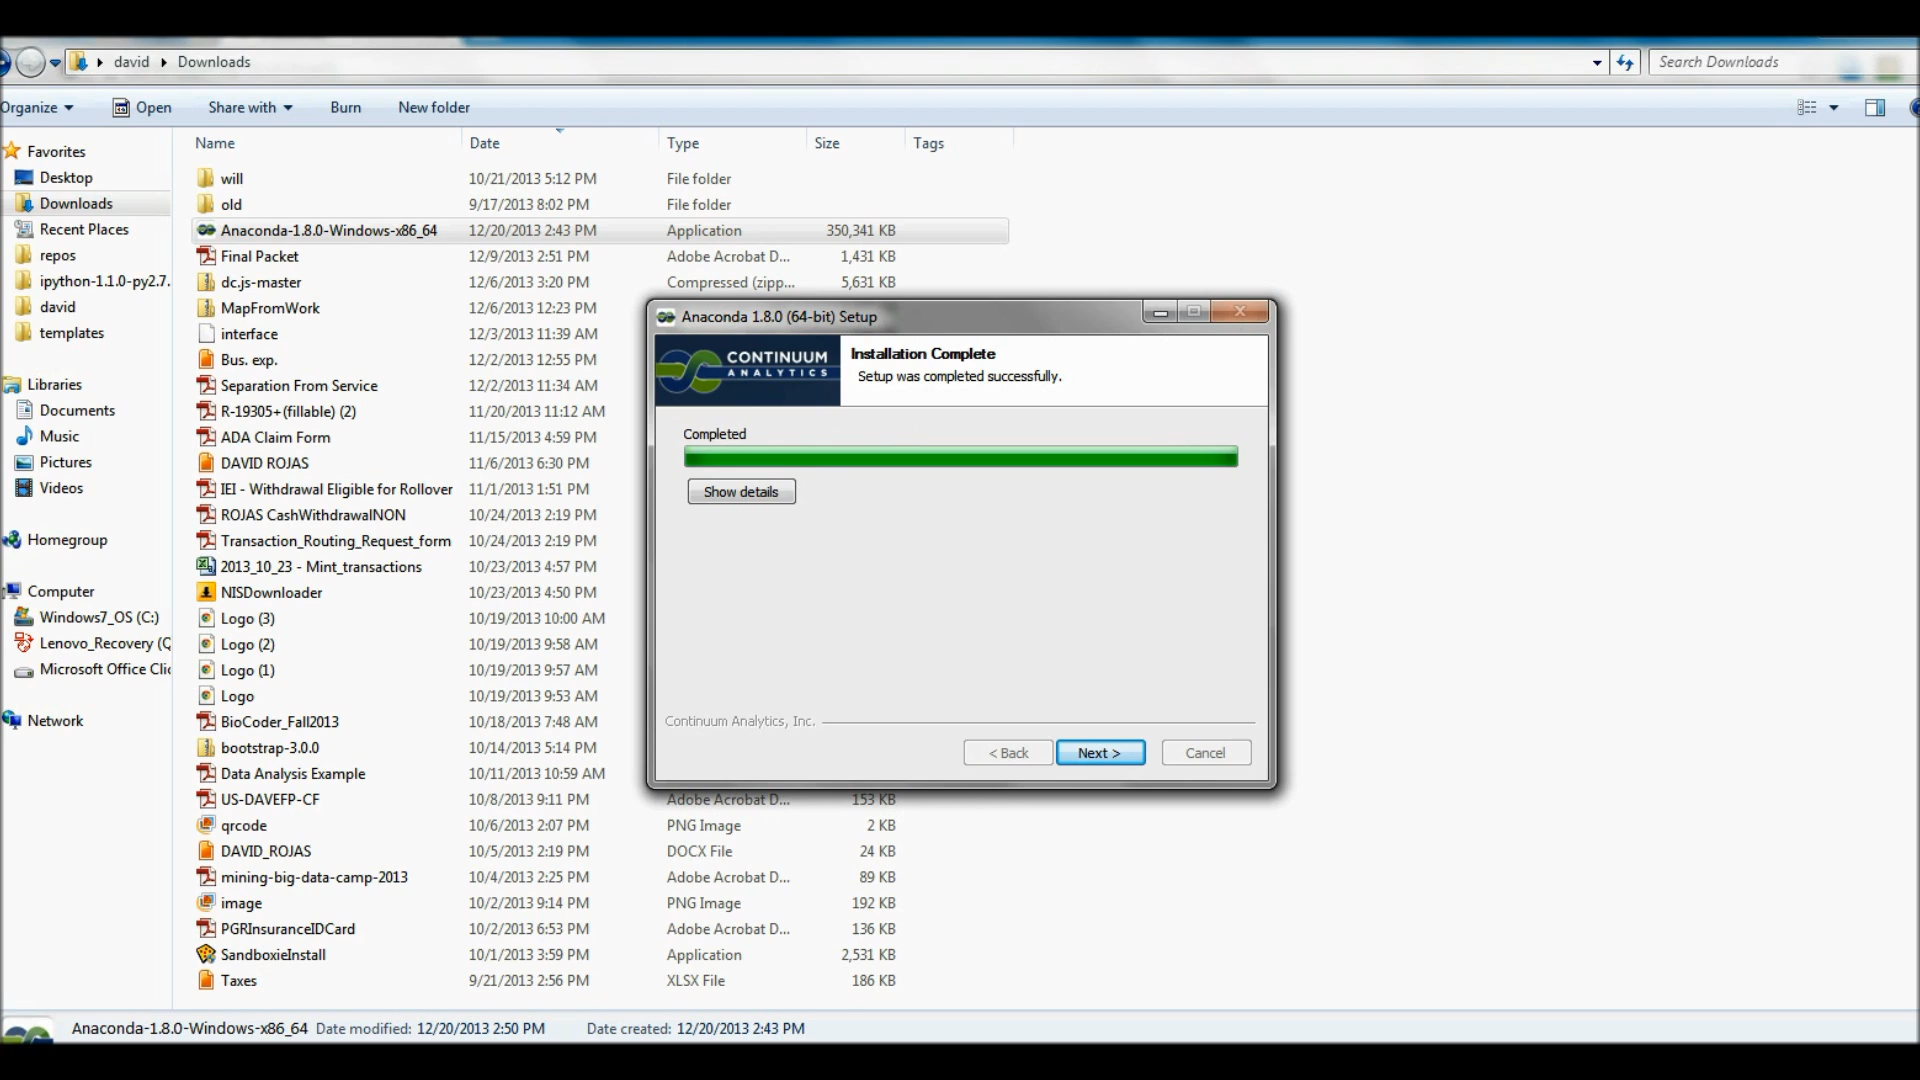 david Downloads Search Downloads
Organize Open Share with Burn New folder
Name Date Type Size Tags
Favorites
Desktop
Downloads
Recent Places
repos
ipython-1.1.0-py2.7.
david
templates
Libraries
Documents
Music
Pictures
Videos
Homegroup
Computer
Windows7_OS (C:)
Lenovo_Recovery (Q
Microsoft Office Clic
Network
will 10/21/2013 5:12 PM File folder
old 9/17/2013 8:02 PM File folder
Anaconda-1.8.0-Windows-x86_64 12/20/2013 2:43 PM Application 350,341 KB
Final Packet 12/9/2013 2:51 PM Adobe Acrobat D... 1,431 KB
dc.js-master 12/6/2013 3:20 PM Compressed (zipp... 5,631 KB
MapFromWork 12/6/2013 12:23 PM
interface 12/3/2013 11:39 AM
Bus. exp. 12/2/2013 12:55 PM
Separation From Service 12/2/2013 11:34 AM
R-19305+(fillable) (2) 11/20/2013 11:12 AM
ADA Claim Form 11/15/2013 4:59 PM
DAVID ROJAS 11/6/2013 6:30 PM
IEI - Withdrawal Eligible for Rollover 11/1/2013 1:51 PM
ROJAS CashWithdrawalNON 10/24/2013 2:19 PM
Transaction_Routing_Request_form 10/24/2013 2:19 PM
2013_10_23 - Mint_transactions 10/23/2013 4:57 PM
NISDownloader 10/23/2013 4:50 PM
Logo (3) 10/19/2013 10:00 AM
Logo (2) 10/19/2013 9:58 AM
Logo (1) 10/19/2013 9:57 AM
Logo 10/19/2013 9:53 AM
BioCoder_Fall2013 10/18/2013 7:48 AM
bootstrap-3.0.0 10/14/2013 5:14 PM
Data Analysis Example 10/11/2013 10:59 AM
US-DAVEFP-CF 10/8/2013 9:11 PM Adobe Acrobat D... 153 KB
qrcode 10/6/2013 2:07 PM PNG Image 2 KB
DAVID_ROJAS 10/5/2013 2:19 PM DOCX File 24 KB
mining-big-data-camp-2013 10/4/2013 2:25 PM Adobe Acrobat D... 89 KB
image 10/2/2013 9:14 PM PNG Image 192 KB
PGRInsuranceIDCard 10/2/2013 6:53 PM Adobe Acrobat D... 136 KB
SandboxieInstall 10/1/2013 3:59 PM Application 2,531 KB
Taxes 9/21/2013 2:56 PM XLSX File 186 KB
Anaconda 1.8.0 (64-bit) Setup
CONTINUUM
ANALYTICS
Installation Complete
Setup was completed successfully.
Completed
Show details
Continuum Analytics, Inc.
< Back Next > Cancel
Anaconda-1.8.0-Windows-x86_64 Date modified: 12/20/2013 2:50 PM Date created: 12/20/2013 2:43 PM